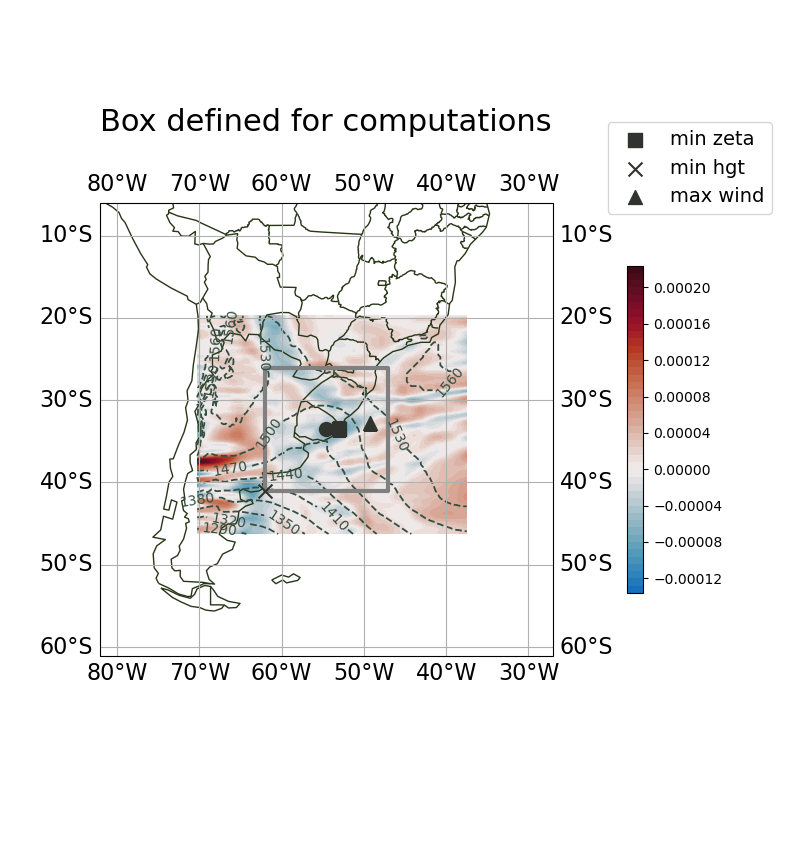 Box defined for computations
min zeta
min hgt
max wind
80°W 70°W 60°W 50°W 40°W 30°W
10°S 10°S
20°S 20°S
30°S 30°S
40°S 40°S
50°S 50°S
60°S 60°S
80°W 70°W 60°W 50°W 40°W 30°W
1560
1530
1560
1560
1500
1530
1470
1440
1380
1410
1320
1350
1290
0.00020
0.00016
0.00012
0.00008
0.00004
0.00000
−0.00004
−0.00008
−0.00012